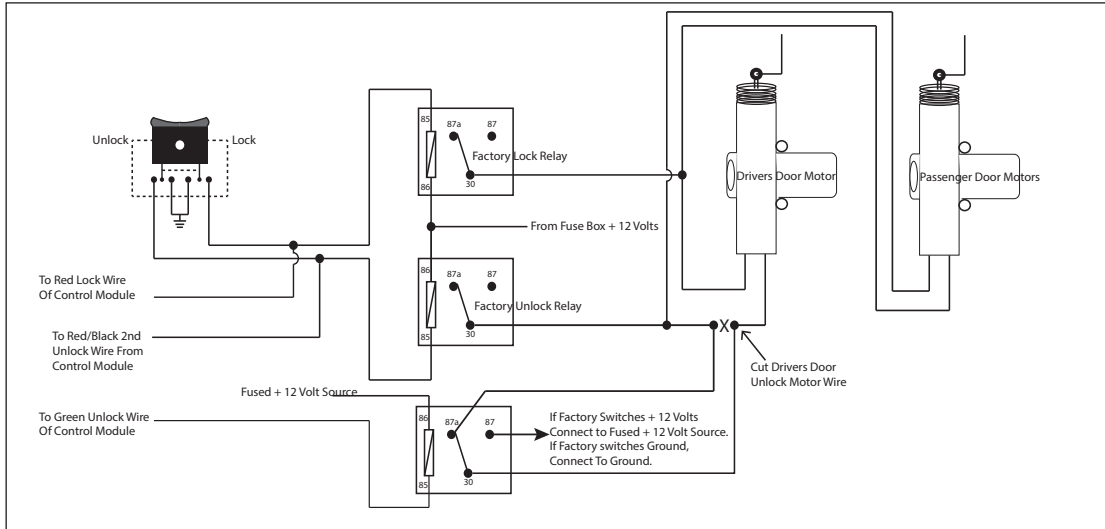 Unlock
Lock
85
87a
87
Factory Lock Relay
86
30
Drivers Door Motor
Passenger Door Motors
From Fuse Box + 12 Volts
86
87a
87
Factory Unlock Relay
85
30
To Red Lock Wire
Of Control Module
To Red/Black 2nd
Unlock Wire From
Control Module
X
Cut Drivers Door
Unlock Motor Wire
Fused + 12 Volt Source
To Green Unlock Wire
Of Control Module
86
87a
87
85
30
If Factory Switches + 12 Volts
Connect to Fused + 12 Volt Source.
If Factory switches Ground,
Connect To Ground.